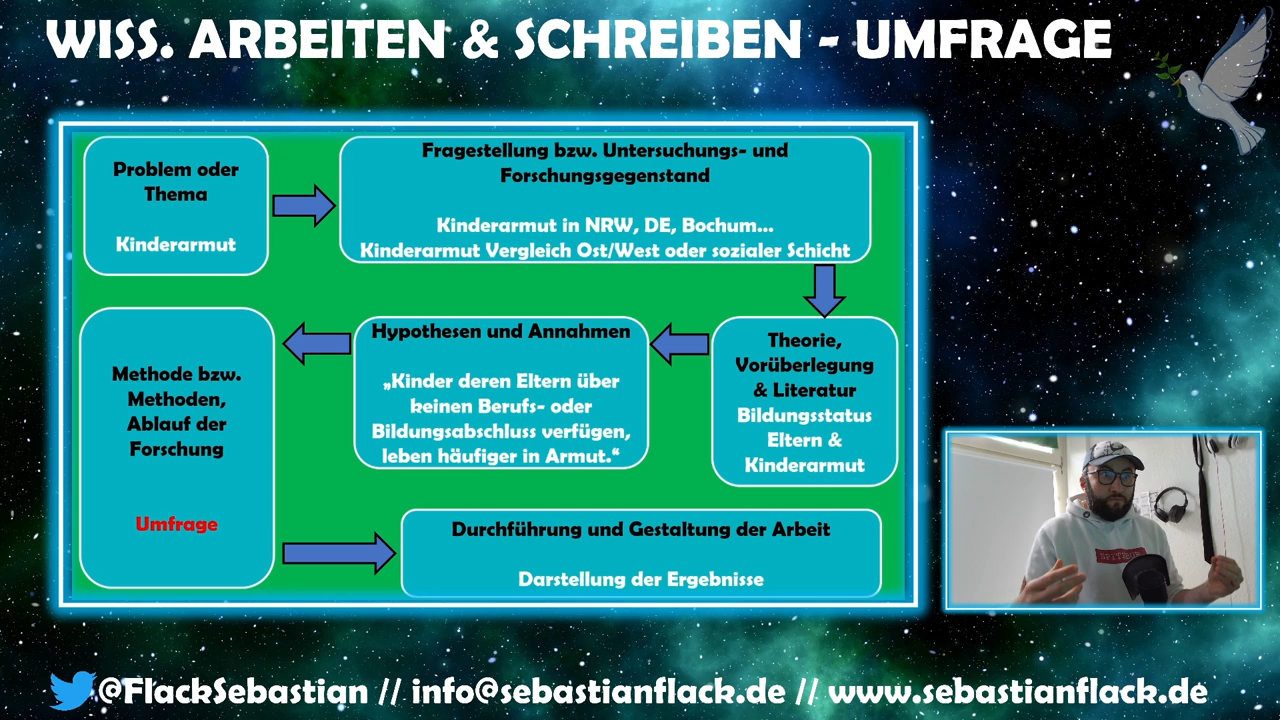 WISS. ARBEITEN & SCHREIBEN - UMFRAGE
Problem oder
Thema
Kinderarmut
Fragestellung bzw. Untersuchungs- und
Forschungsgegenstand
Kinderarmut in NRW, DE, Bochum...
Kinderarmut Vergleich Ost/West oder sozialer Schicht
Theorie,
Vorüberlegung
& Literatur
Bildungsstatus
Eltern &
Kinderarmut
Hypothesen und Annahmen
„Kinder deren Eltern über
keinen Berufs- oder
Bildungsabschluss verfügen,
leben häufiger in Armut.“
Methode bzw.
Methoden,
Ablauf der
Forschung
Umfrage
Durchführung und Gestaltung der Arbeit
Darstellung der Ergebnisse
@FlackSebastian // info@sebastianflack.de // www.sebastianflack.de